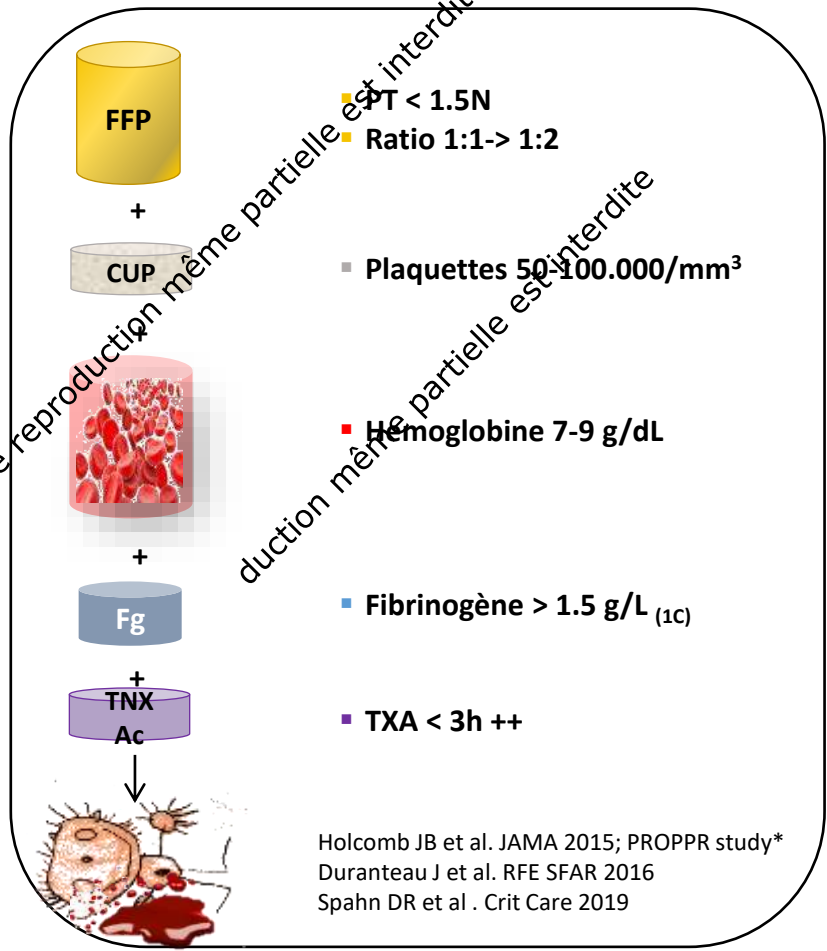 FFP
PT < 1.5N
Ratio 1:1-> 1:2
+
CUP
Plaquettes 50-100.000/mm³
+
Hémoglobine 7-9 g/dL
+
Fg
Fibrinogène > 1.5 g/L (1C)
+
TNX
Ac
TXA < 3h ++
Holcomb JB et al. JAMA 2015; PROPPR study*
Duranteau J et al. RFE SFAR 2016
Spahn DR et al . Crit Care 2019
e reproduction même partielle est interdite
duction même partielle est interdite